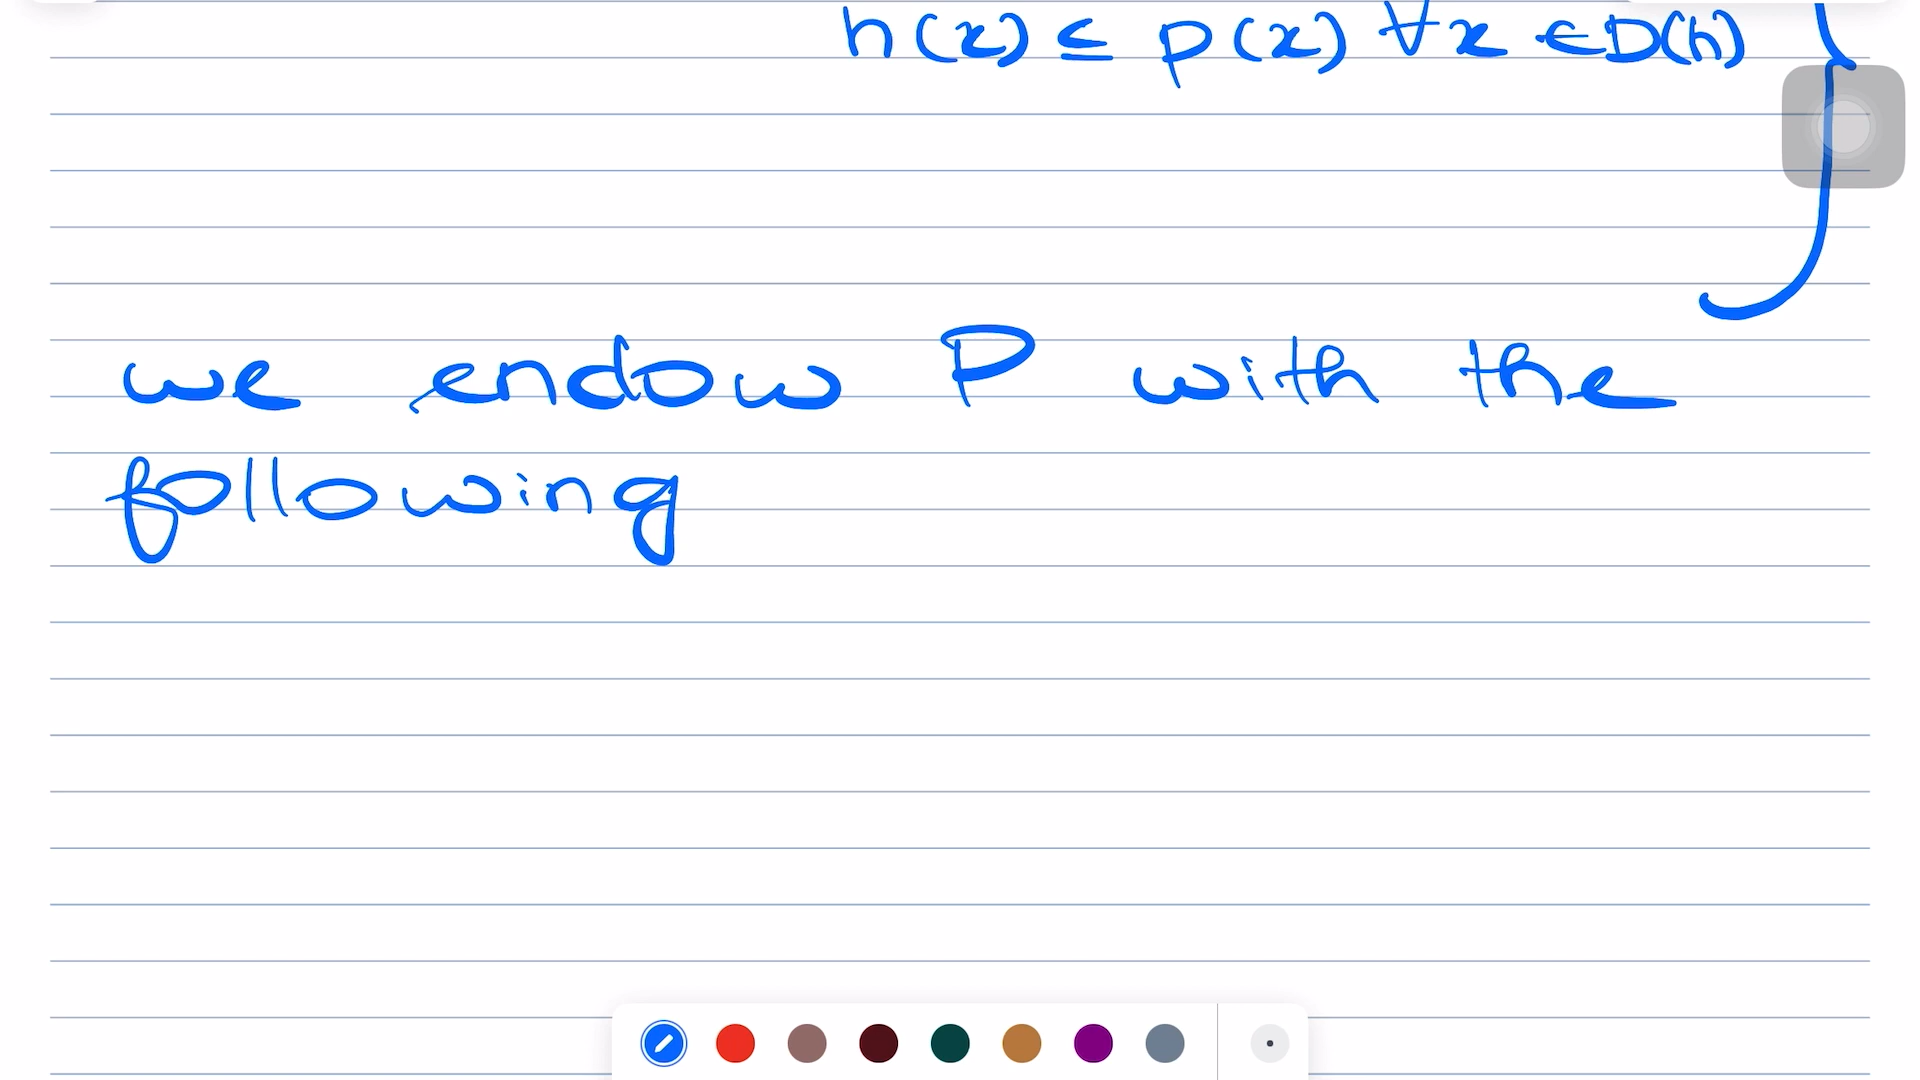 h(x) ≤ p(x) ∀x ∈ D(h)
we endow P with the
following